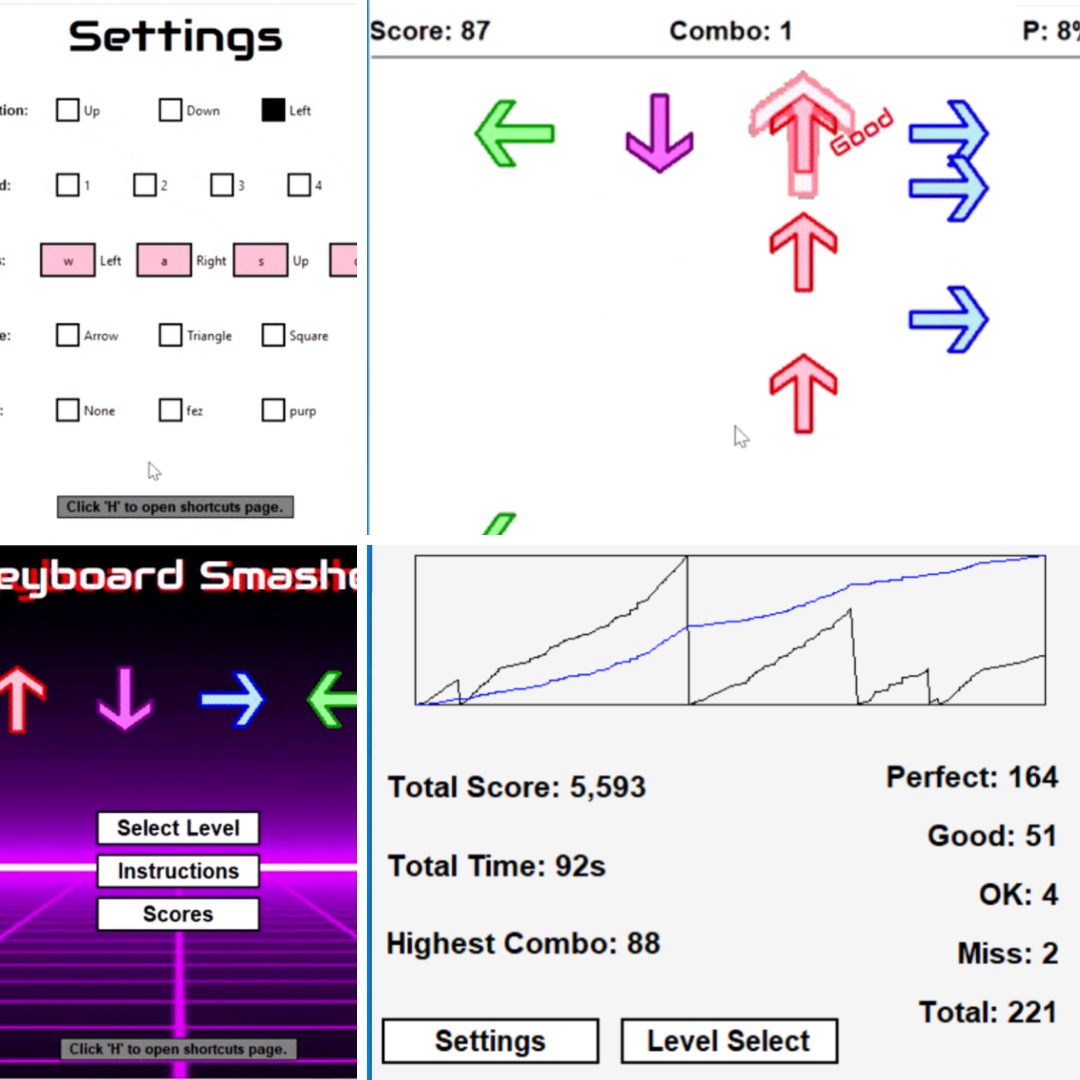 Settings
tion: Up Down Left
d: 1 2 3 4
s: w Left a Right s Up
e: Arrow Triangle Square
: None fez purp
Click 'H' to open shortcuts page.
Score: 87 Combo: 1 P: 8%
Good
eyboard Smashe
Select Level
Instructions
Scores
Click 'H' to open shortcuts page.
Total Score: 5,593
Total Time: 92s
Highest Combo: 88
Perfect: 164
Good: 51
OK: 4
Miss: 2
Total: 221
Settings Level Select